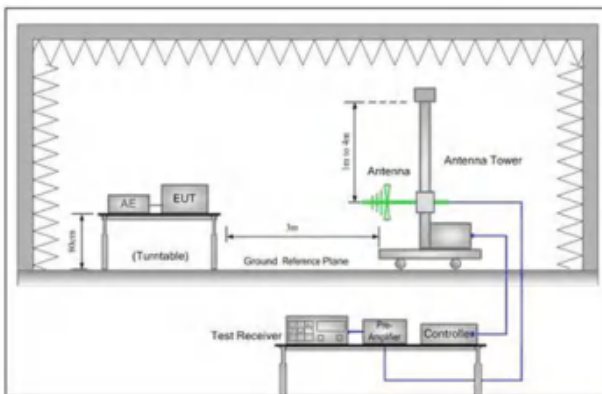 1m to 4m
Antenna
Antenna Tower
AE
EUT
80cm
(Turntable)
3m
Ground Reference Plane
Test Receiver
Pre-
Amplifier
Controller